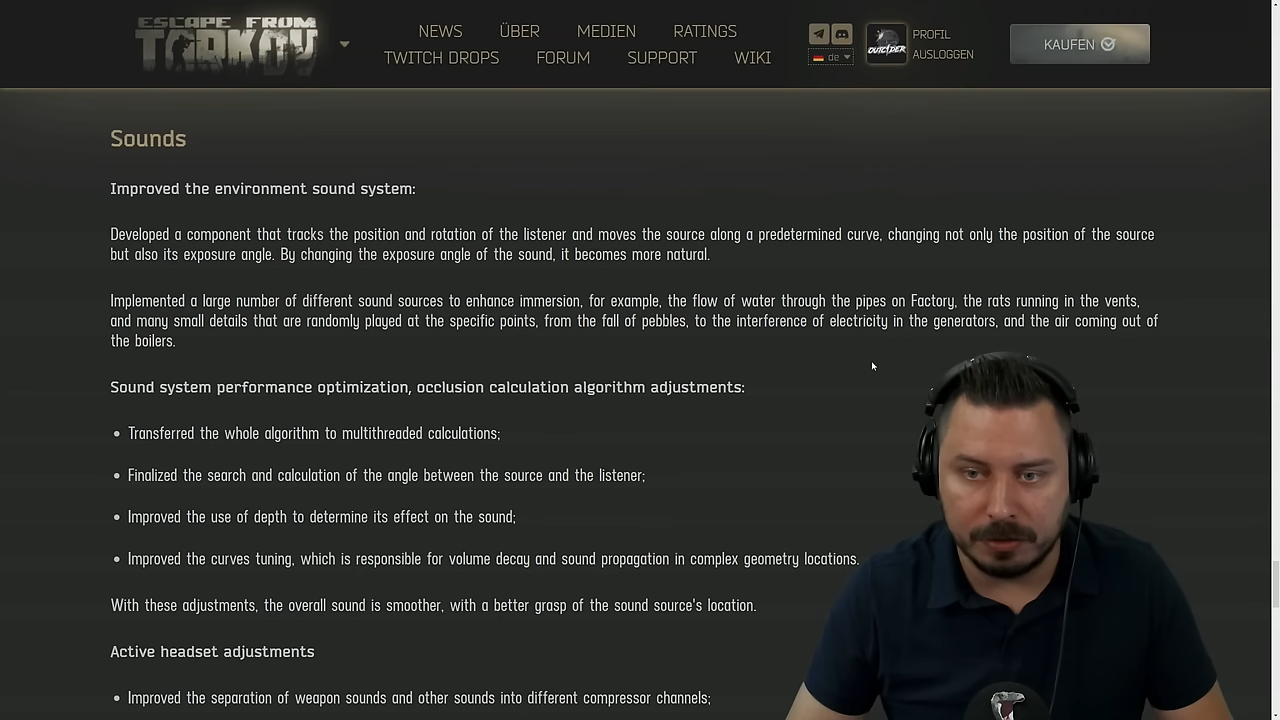 ESCAPE FROM
TARKOV
NEWS ÜBER MEDIEN RATINGS
TWITCH DROPS FORUM SUPPORT WIKI
de
OUTCIDER
PROFIL
AUSLOGGEN
KAUFEN
Sounds
Improved the environment sound system:
Developed a component that tracks the position and rotation of the listener and moves the source along a predetermined curve, changing not only the position of the source
but also its exposure angle. By changing the exposure angle of the sound, it becomes more natural.
Implemented a large number of different sound sources to enhance immersion, for example, the flow of water through the pipes on Factory, the rats running in the vents,
and many small details that are randomly played at the specific points, from the fall of pebbles, to the interference of electricity in the generators, and the air coming out of
the boilers.
Sound system performance optimization, occlusion calculation algorithm adjustments:
• Transferred the whole algorithm to multithreaded calculations;
• Finalized the search and calculation of the angle between the source and the listener;
• Improved the use of depth to determine its effect on the sound;
• Improved the curves tuning, which is responsible for volume decay and sound propagation in complex geometry locations.
With these adjustments, the overall sound is smoother, with a better grasp of the sound source's location.
Active headset adjustments
• Improved the separation of weapon sounds and other sounds into different compressor channels;